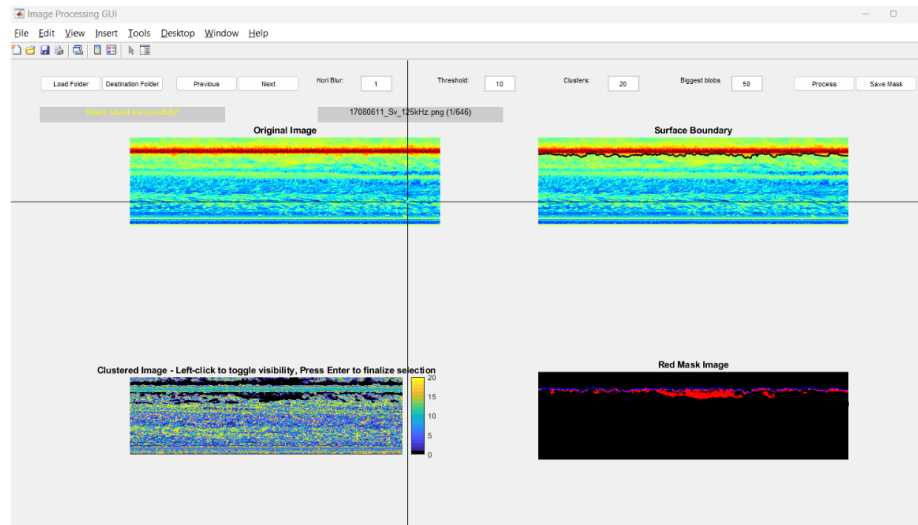 Image Processing GUI
File Edit View Insert Tools Desktop Window Help
Load Folder Destination Folder Previous Next Hori Blur: 1 Threshold: 10 Clusters: 20 Biggest blobs: 50 Process Save Mask
Mask saved successfully! 17080611_Sv_125kHz.png (1/646)
Original Image Surface Boundary
Clustered Image - Left-click to toggle visibility, Press Enter to finalize selection Red Mask Image
20
15
10
5
0